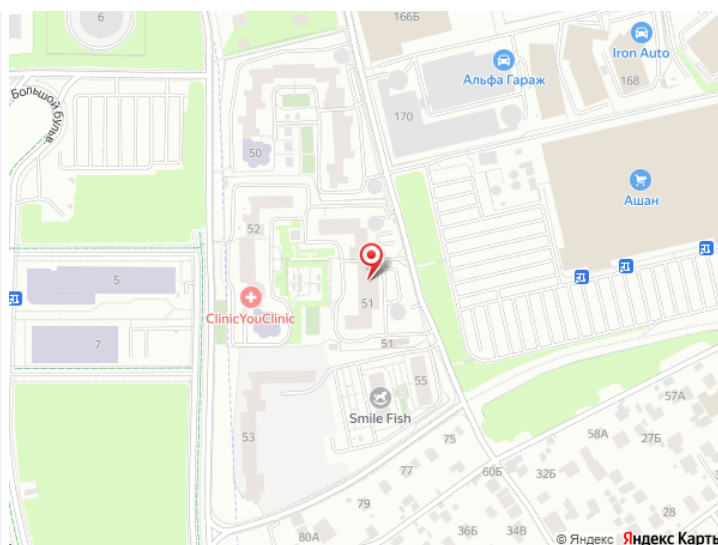 6
166Б
Iron Auto
Альфа Гараж
168
Большой бульв.
170
50
Ашан
52
5
51
ClinicYouClinic
7
51
55
57А
Smile Fish
53
75
58А
27Б
77
60Б
32Б
79
28
36Б
34В
80А
© Яндекс Яндекс Карты